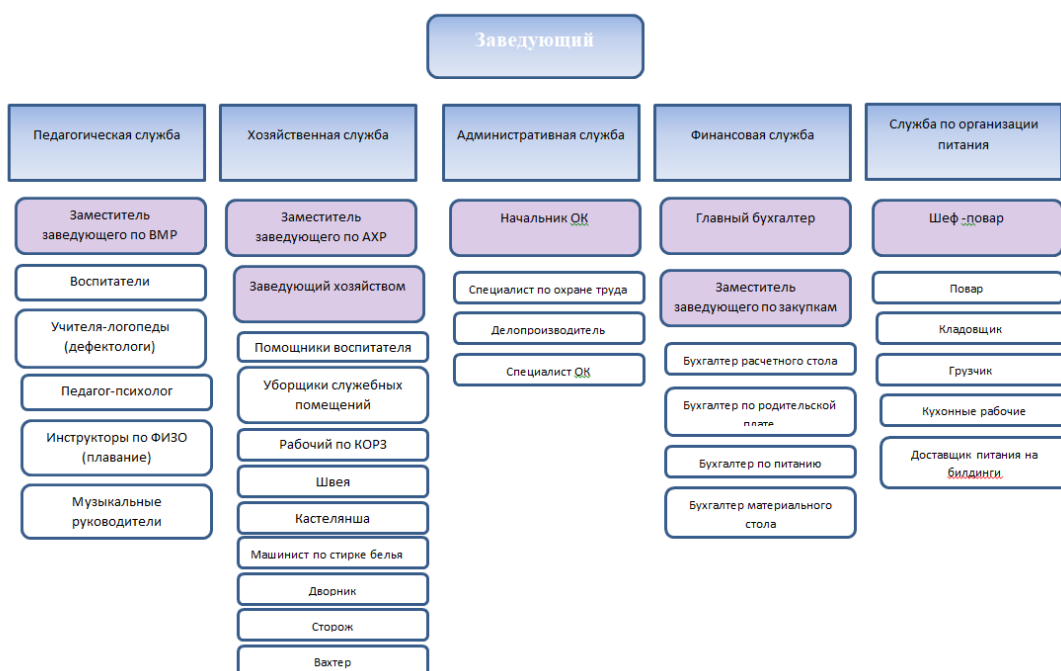 Заведующий
Педагогическая служба
Хозяйственная служба
Административная служба
Финансовая служба
Служба по организации
питания
Заместитель
заведующего по ВМР
Воспитатели
Учителя-логопеды
(дефектологи)
Педагог-психолог
Инструкторы по ФИЗО
(плавание)
Музыкальные
руководители
Заместитель
заведующего по АХР
Заведующий хозяйством
Помощники воспитателя
Уборщики служебных
помещений
Рабочий по КОРЗ
Швея
Кастелянша
Машинист по стирке белья
Дворник
Сторож
Вахтер
Начальник ОК
Специалист по охране труда
Делопроизводитель
Специалист ОК
Главный бухгалтер
Заместитель
заведующего по закупкам
Бухгалтер расчетного стола
Бухгалтер по родительской
плате
Бухгалтер по питанию
Бухгалтер материального
стола
Шеф -повар
Повар
Кладовщик
Грузчик
Кухонные рабочие
Доставщик питания на
билдинги